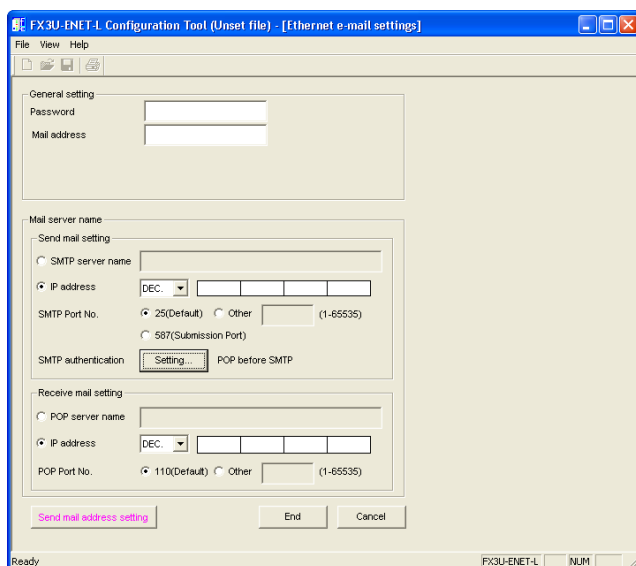 FX3U-ENET-L Configuration Tool (Unset file) - [Ethernet e-mail settings]
File View Help
General setting
Password
Mail address
Mail server name
Send mail setting
SMTP server name
IP address DEC.
SMTP Port No. 25(Default) Other (1-65535)
587(Submission Port)
SMTP authentication Setting... POP before SMTP
Receive mail setting
POP server name
IP address DEC.
POP Port No. 110(Default) Other (1-65535)
Send mail address setting End Cancel
Ready FX3U-ENET-L NUM